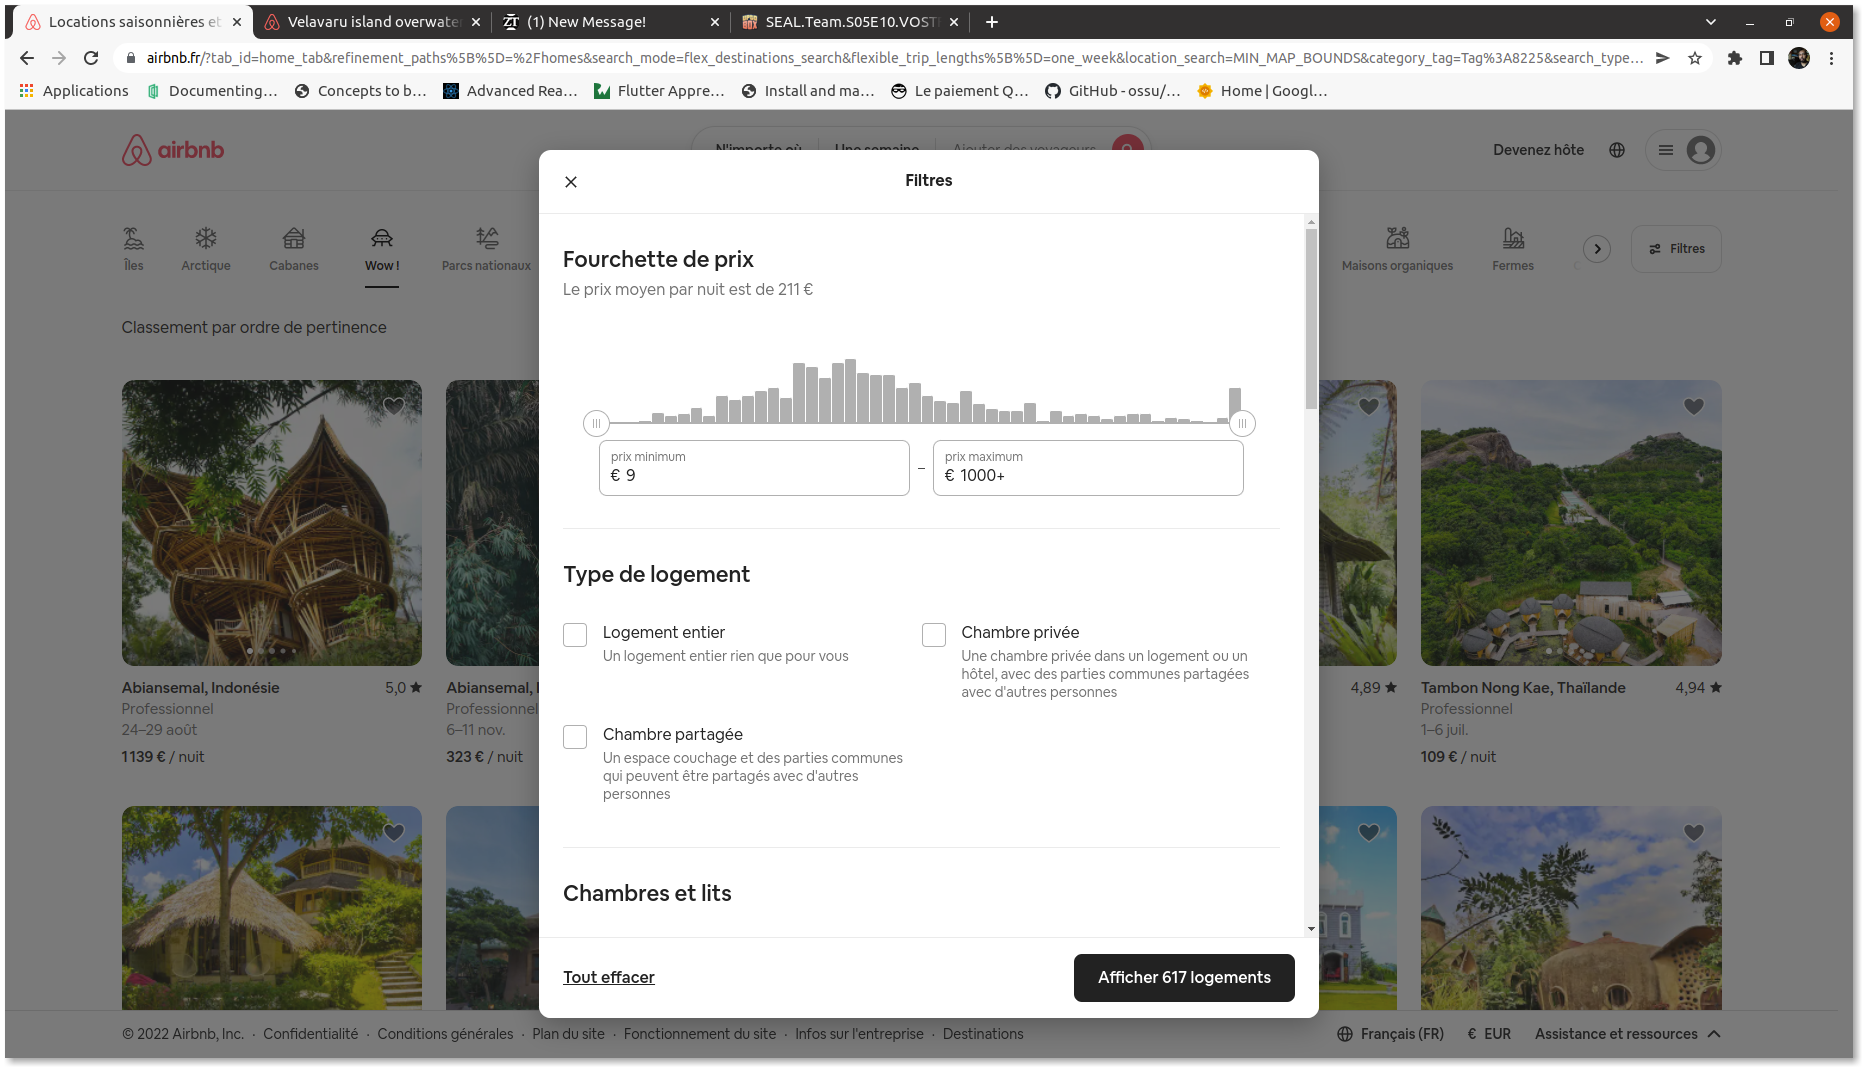 Locations saisonnières et
Velavaru island overwate
(1) New Message!
SEAL.Team.S05E10.VOST
airbnb.fr/?tab_id=home_tab&refinement_paths%5B%5D=%2Fhomes&search_mode=flex_destinations_search&flexible_trip_lengths%5B%5D=one_week&location_search=MIN_MAP_BOUNDS&category_tag=Tag%3A8225&search_type...
Applications
Documenting...
Concepts to b...
Advanced Rea...
Flutter Appre...
Install and ma...
Le paiement Q...
GitHub - ossu/...
Home | Googl...
airbnb
N'importe où
Une semaine
Ajouter des voyageurs
Devenez hôte
Filtres
Îles
Arctique
Cabanes
Wow !
Parcs nationaux
Maisons organiques
Fermes
Filtres
Classement par ordre de pertinence
Fourchette de prix
Le prix moyen par nuit est de 211 €
prix minimum
€ 9
–
prix maximum
€ 1000+
Type de logement
Logement entier
Un logement entier rien que pour vous
Chambre privée
Une chambre privée dans un logement ou un
hôtel, avec des parties communes partagées
avec d'autres personnes
Chambre partagée
Un espace couchage et des parties communes
qui peuvent être partagés avec d'autres
personnes
Chambres et lits
Tout effacer
Afficher 617 logements
Abiansemal, Indonésie
5,0 ★
Professionnel
24–29 août
1 139 € / nuit
Abiansemal,
Professionnel
6–11 nov.
323 € / nuit
4,89 ★
Tambon Nong Kae, Thaïlande
4,94 ★
Professionnel
1–6 juil.
109 € / nuit
© 2022 Airbnb, Inc. · Confidentialité · Conditions générales · Plan du site · Fonctionnement du site · Infos sur l'entreprise · Destinations
Français (FR)
€ EUR
Assistance et ressources